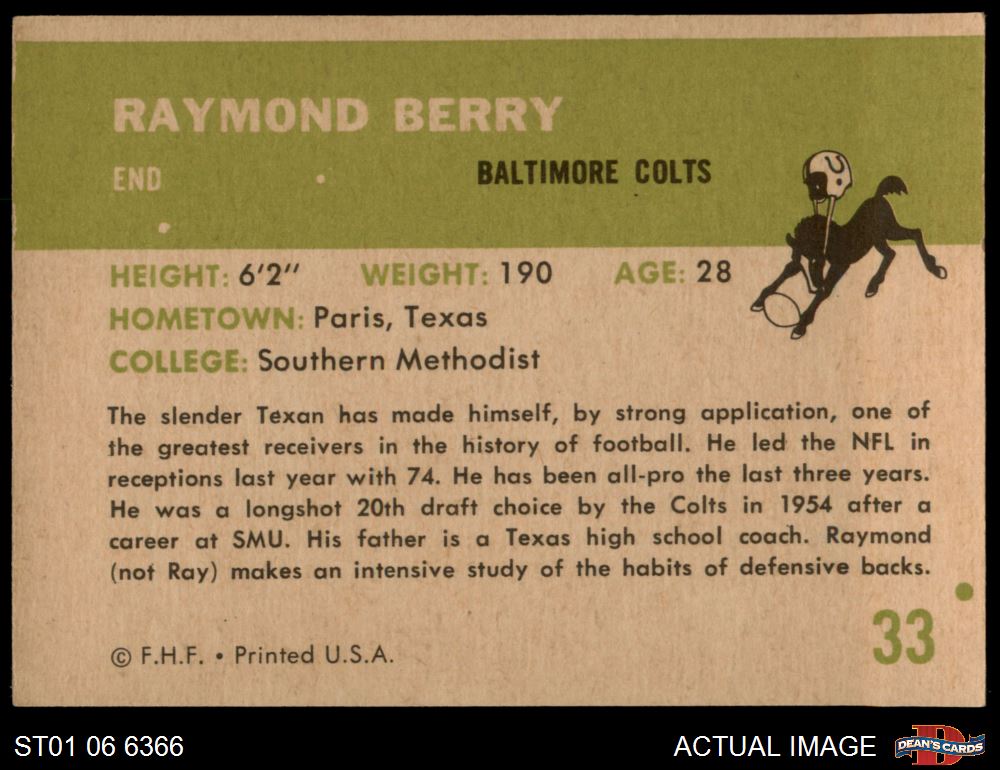 RAYMOND BERRY
END BALTIMORE COLTS
HEIGHT: 6'2" WEIGHT: 190 AGE: 28
HOMETOWN: Paris, Texas
COLLEGE: Southern Methodist
The slender Texan has made himself, by strong application, one of
the greatest receivers in the history of football. He led the NFL in
receptions last year with 74. He has been all-pro the last three years.
He was a longshot 20th draft choice by the Colts in 1954 after a
career at SMU. His father is a Texas high school coach. Raymond
(not Ray) makes an intensive study of the habits of defensive backs.
33
© F.H.F. • Printed U.S.A.
ST01 06 6366 ACTUAL IMAGE D DEAN'S CARDS